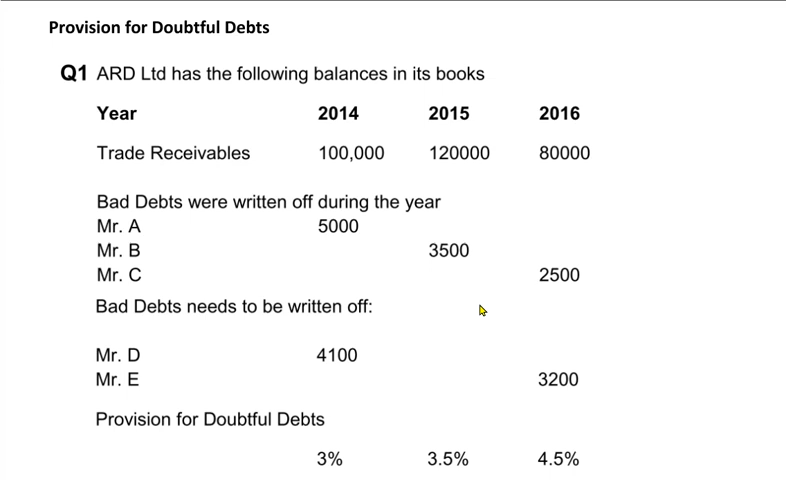 Provision for Doubtful Debts
Q1 ARD Ltd has the following balances in its books
Year 2014 2015 2016
Trade Receivables 100,000 120000 80000
Bad Debts were written off during the year
Mr. A 5000
Mr. B 3500
Mr. C 2500
Bad Debts needs to be written off:
Mr. D 4100
Mr. E 3200
Provision for Doubtful Debts
3% 3.5% 4.5%